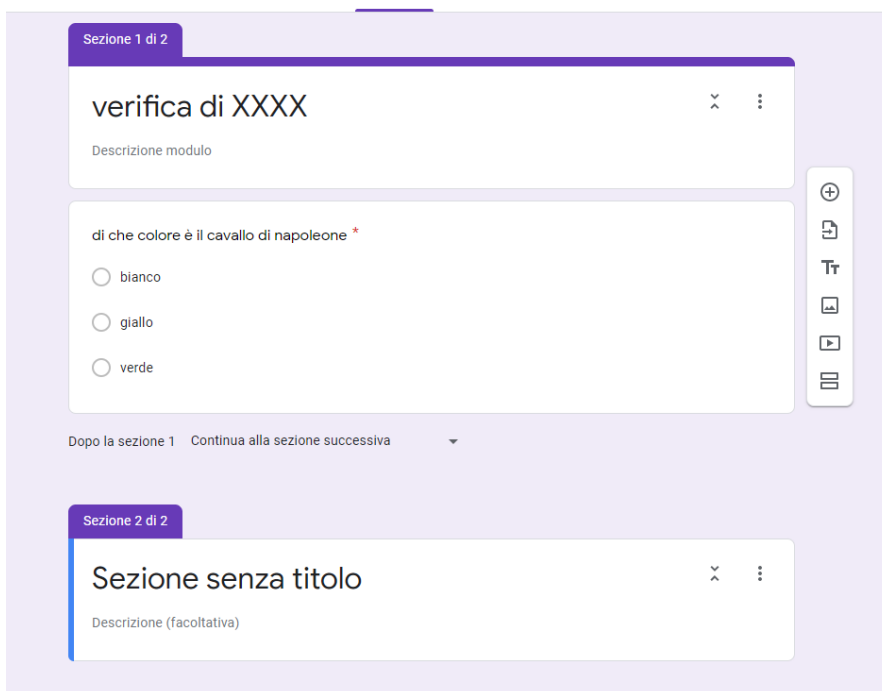 Sezione 1 di 2
verifica di XXXX
Descrizione modulo
di che colore è il cavallo di napoleone *
bianco
giallo
verde
Tт
Dopo la sezione 1 Continua alla sezione successiva
Sezione 2 di 2
Sezione senza titolo
Descrizione (facoltativa)